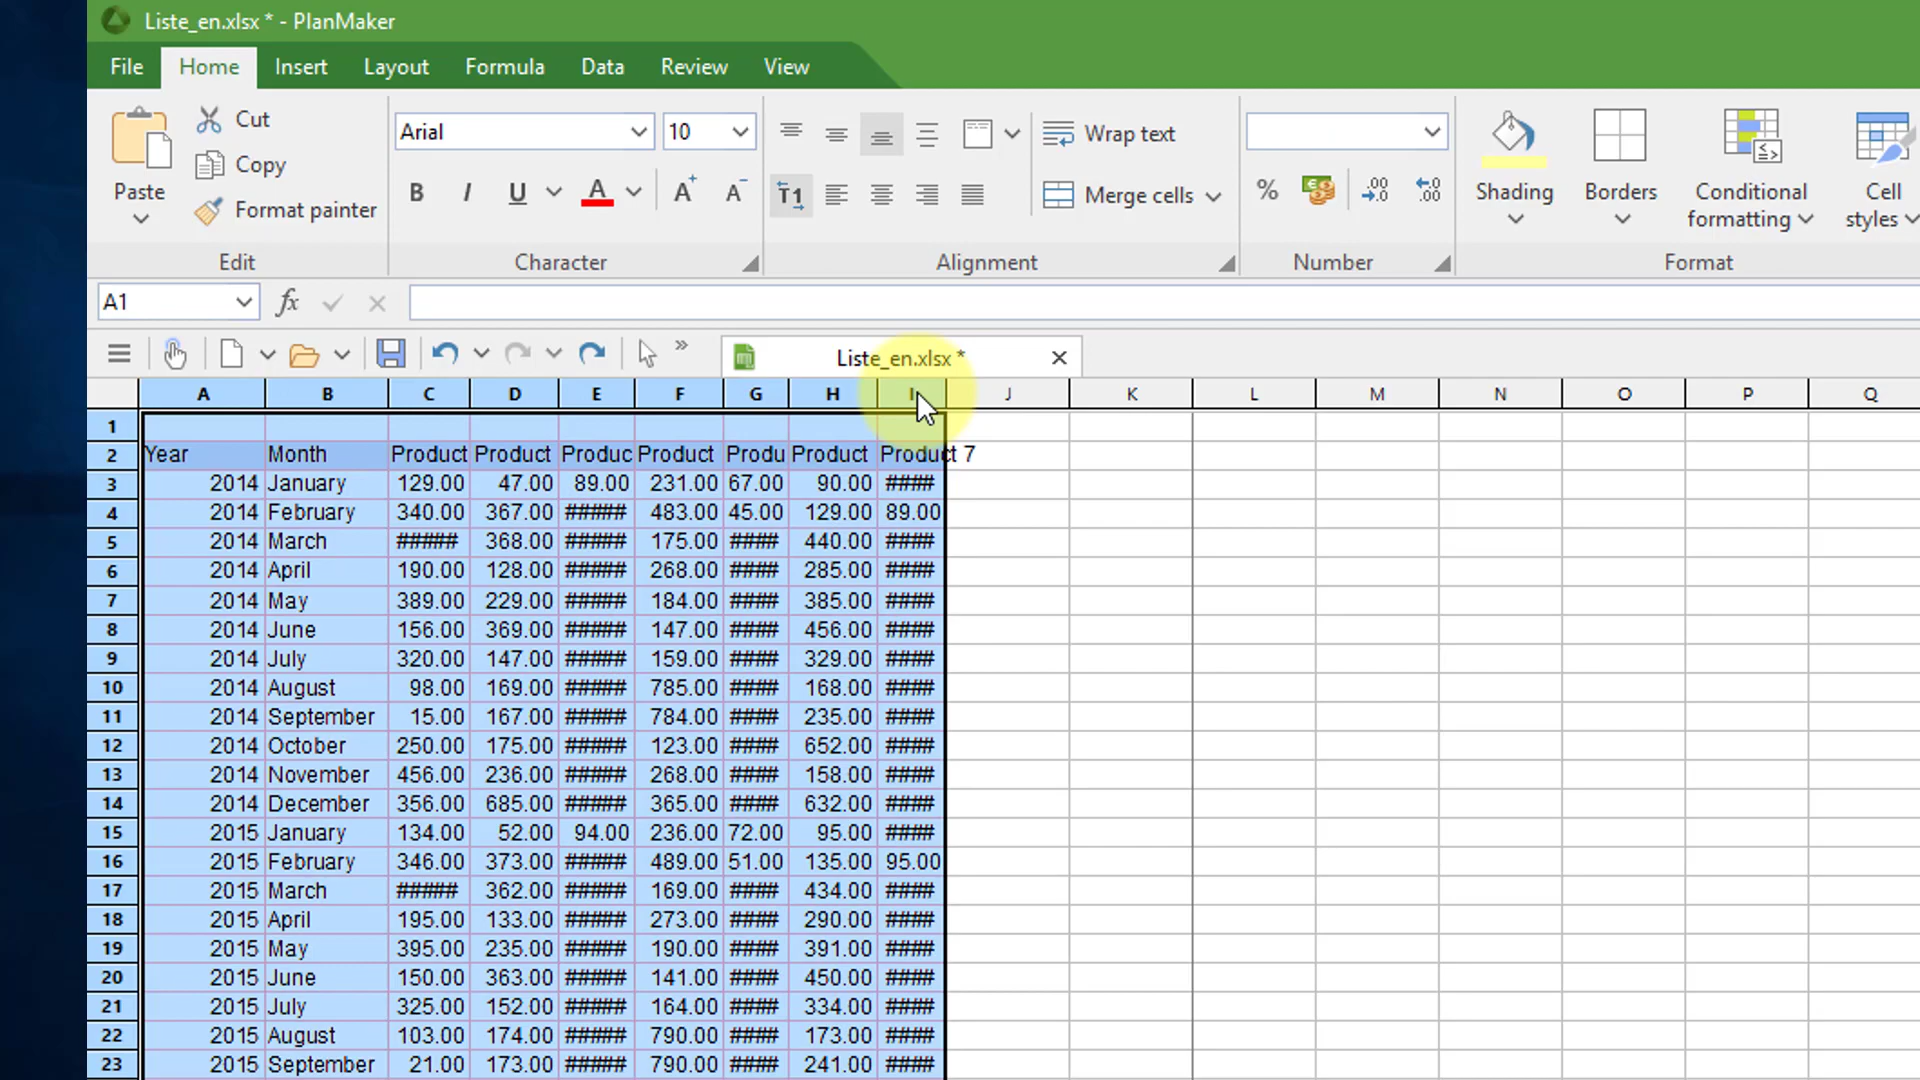 Liste_en.xlsx * - PlanMaker
File Home Insert Layout Formula Data Review View
Cut
Copy
Format painter
Paste
Edit
Arial 10
B I U A A+ A-
Character
T1
Wrap text
Merge cells
Alignment
% .00 .00
Number
Shading Borders Conditional formatting Cell styles
Format
A1 fx
Liste_en.xlsx *
A B C D E F G H I J K L M N O P Q
1
2 Year Month Product Product Produc Product Produ Product Product 7
3 2014 January 129.00 47.00 89.00 231.00 67.00 90.00 ####
4 2014 February 340.00 367.00 ##### 483.00 45.00 129.00 89.00
5 2014 March ##### 368.00 ##### 175.00 #### 440.00 ####
6 2014 April 190.00 128.00 ##### 268.00 #### 285.00 ####
7 2014 May 389.00 229.00 ##### 184.00 #### 385.00 ####
8 2014 June 156.00 369.00 ##### 147.00 #### 456.00 ####
9 2014 July 320.00 147.00 ##### 159.00 #### 329.00 ####
10 2014 August 98.00 169.00 ##### 785.00 #### 168.00 ####
11 2014 September 15.00 167.00 ##### 784.00 #### 235.00 ####
12 2014 October 250.00 175.00 ##### 123.00 #### 652.00 ####
13 2014 November 456.00 236.00 ##### 268.00 #### 158.00 ####
14 2014 December 356.00 685.00 ##### 365.00 #### 632.00 ####
15 2015 January 134.00 52.00 94.00 236.00 72.00 95.00 ####
16 2015 February 346.00 373.00 ##### 489.00 51.00 135.00 95.00
17 2015 March ##### 362.00 ##### 169.00 #### 434.00 ####
18 2015 April 195.00 133.00 ##### 273.00 #### 290.00 ####
19 2015 May 395.00 235.00 ##### 190.00 #### 391.00 ####
20 2015 June 150.00 363.00 ##### 141.00 #### 450.00 ####
21 2015 July 325.00 152.00 ##### 164.00 #### 334.00 ####
22 2015 August 103.00 174.00 ##### 790.00 #### 173.00 ####
23 2015 September 21.00 173.00 ##### 790.00 #### 241.00 ####